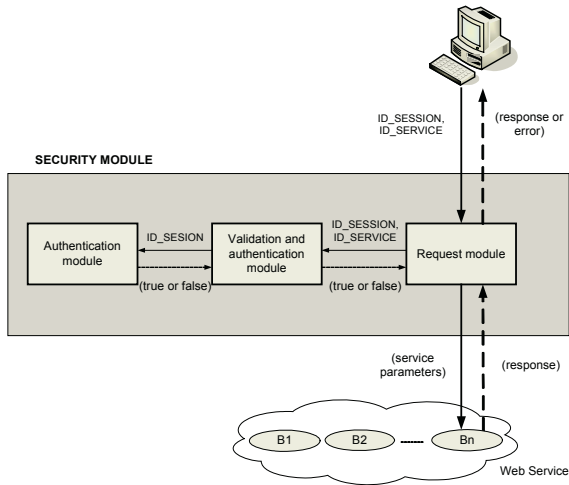 ID_SESSION,
ID_SERVICE
(response or
error)
SECURITY MODULE
Authentication
module
ID_SESION
(true or false)
Validation and
authentication
module
ID_SESSION,
ID_SERVICE
(true or false)
Request module
(service
parameters)
(response)
B1
B2
Bn
Web Service